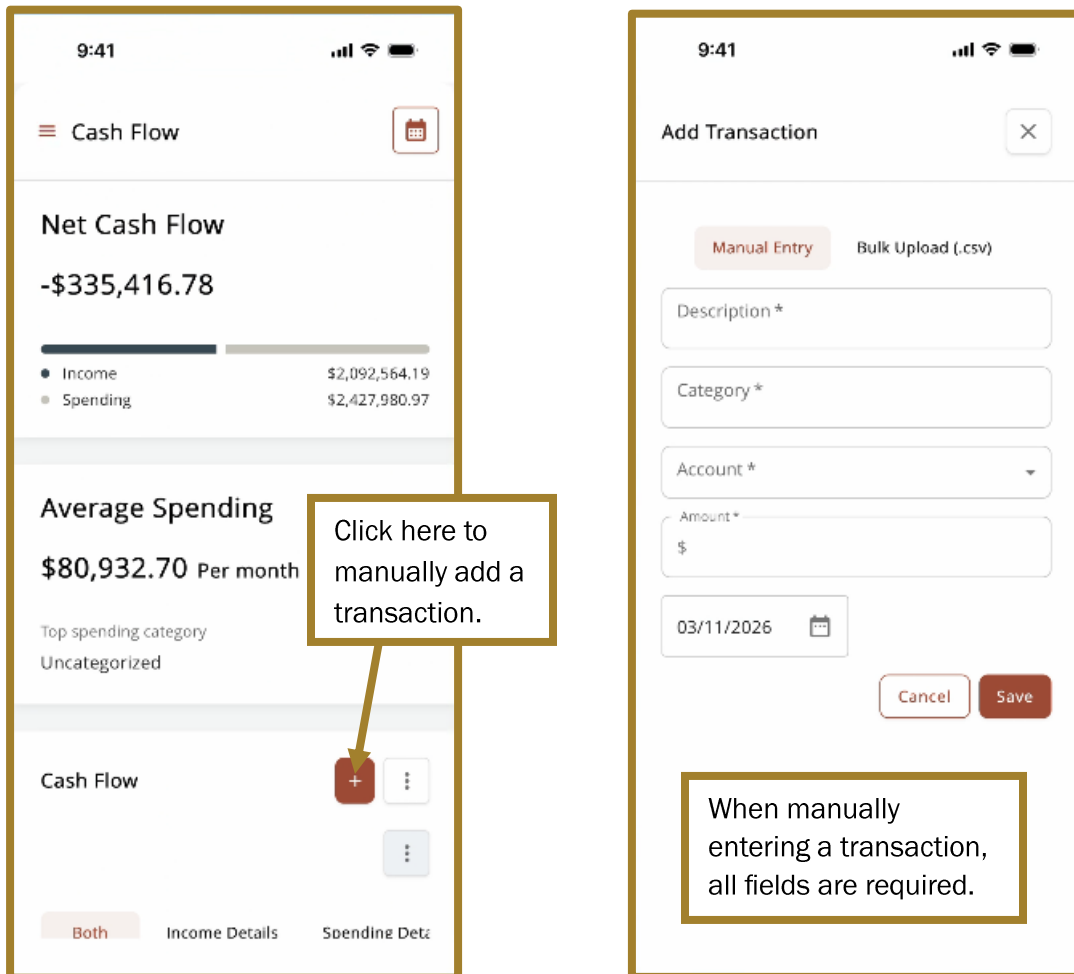 9:41
Cash Flow
Net Cash Flow
-$335,416.78
Income $2,092,564.19
Spending $2,427,980.97
Average Spending
$80,932.70 Per month
Top spending category
Uncategorized
Click here to
manually add a
transaction.
Cash Flow
+
Both Income Details Spending Deta
9:41
Add Transaction
Manual Entry Bulk Upload (.csv)
Description *
Category *
Account *
Amount *
$
03/11/2026
Cancel Save
When manually
entering a transaction,
all fields are required.